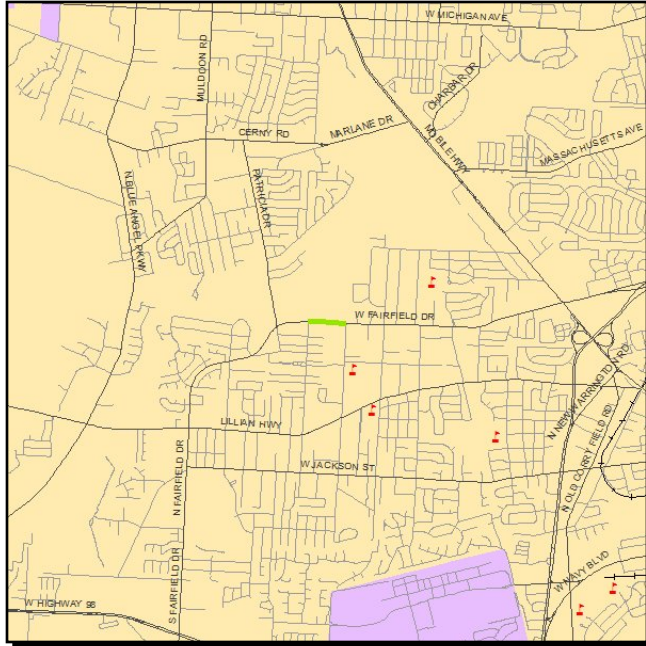 W MICHIGAN AVE
MULDOON RD
CHARBAR DR
CERNY RD
MARLANE DR
MOBILE HWY
MASSACHUSETTS AVE
N BLUE ANGEL PKWY
PATRICIA DR
W FAIRFIELD DR
N NEW WARRINGTON RD
LILLIAN HWY
N OLD CORRY FIELD RD
W JACKSON ST
N FAIRFIELD DR
W NAVY BLVD
S FAIRFIELD DR
W HIGHWAY 98